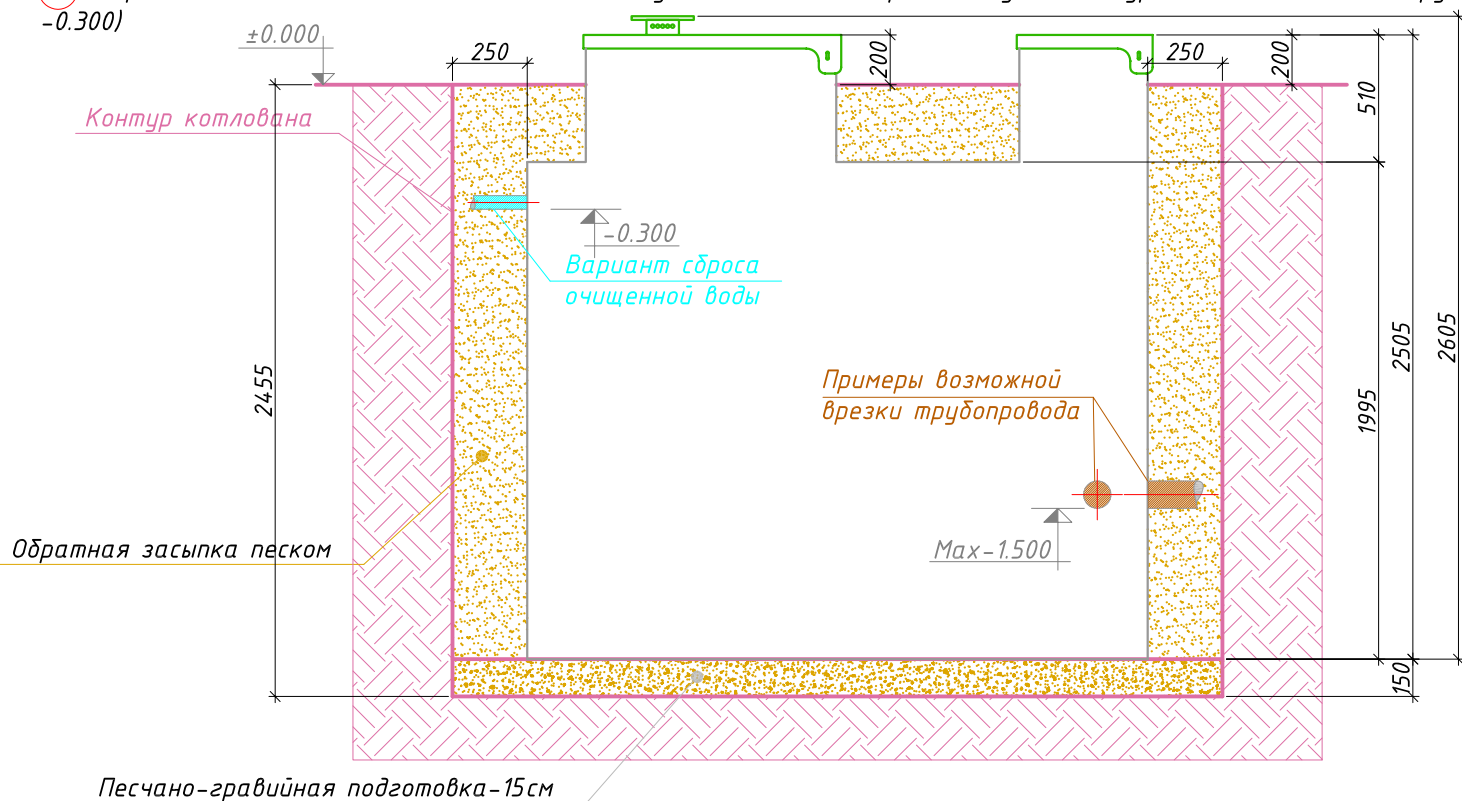 -0.300)
±0.000
250
200
250
200
510
Контур котлована
-0.300
Вариант сброса
очищенной воды
2455
2505
2605
1995
Примеры возможной
врезки трубопровода
Обратная засыпка песком
Max-1.500
150
Песчано-гравийная подготовка-15см